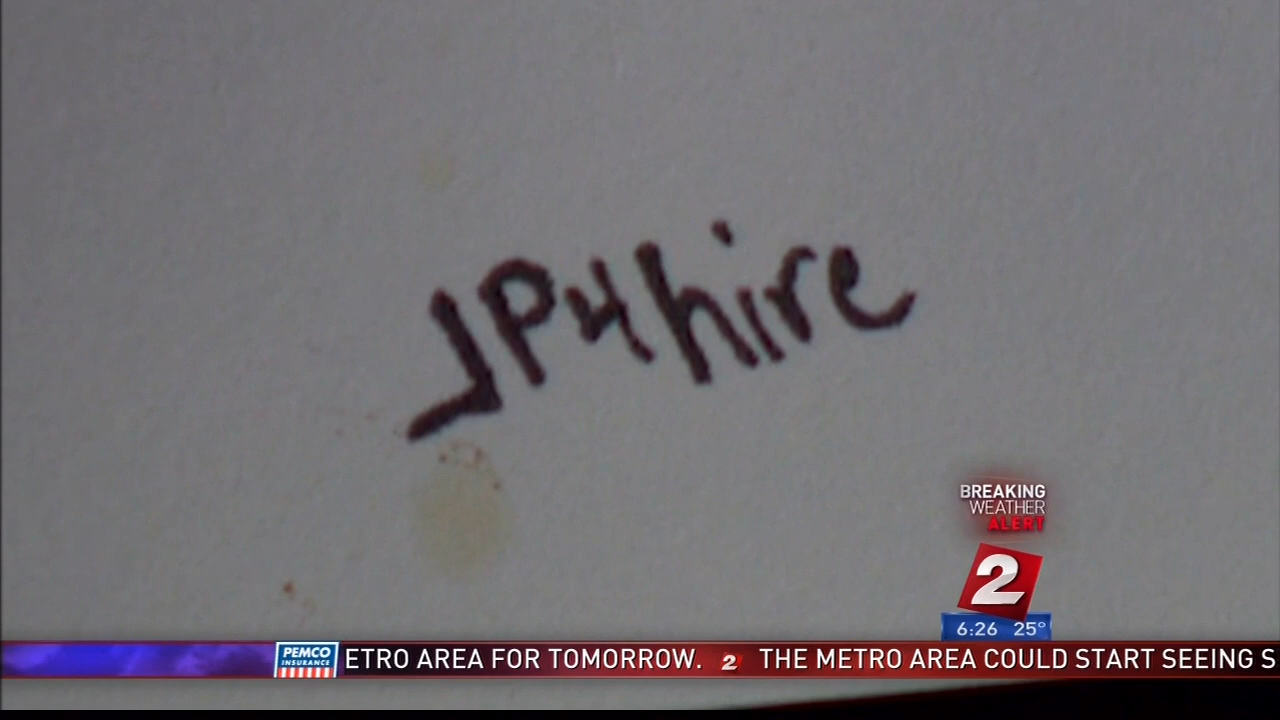 JP4hire
BREAKING
WEATHER
ALERT
2
6:26 25°
PEMCO
INSURANCE
ETRO AREA FOR TOMORROW. 2 THE METRO AREA COULD START SEEING S